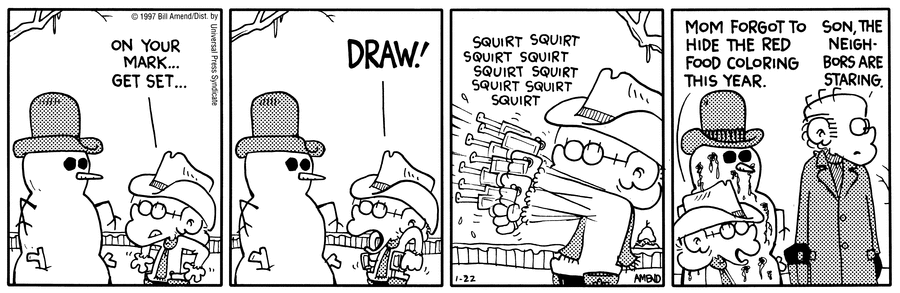 © 1997 Bill Amend/Dist. by Universal Press Syndicate
ON YOUR
MARK...
GET SET...
DRAW!
SQUIRT SQUIRT
SQUIRT SQUIRT
SQUIRT SQUIRT
SQUIRT SQUIRT
SQUIRT
1-22
AMEND
MOM FORGOT TO
HIDE THE RED
FOOD COLORING
THIS YEAR.
SON, THE
NEIGH-
BORS ARE
STARING.